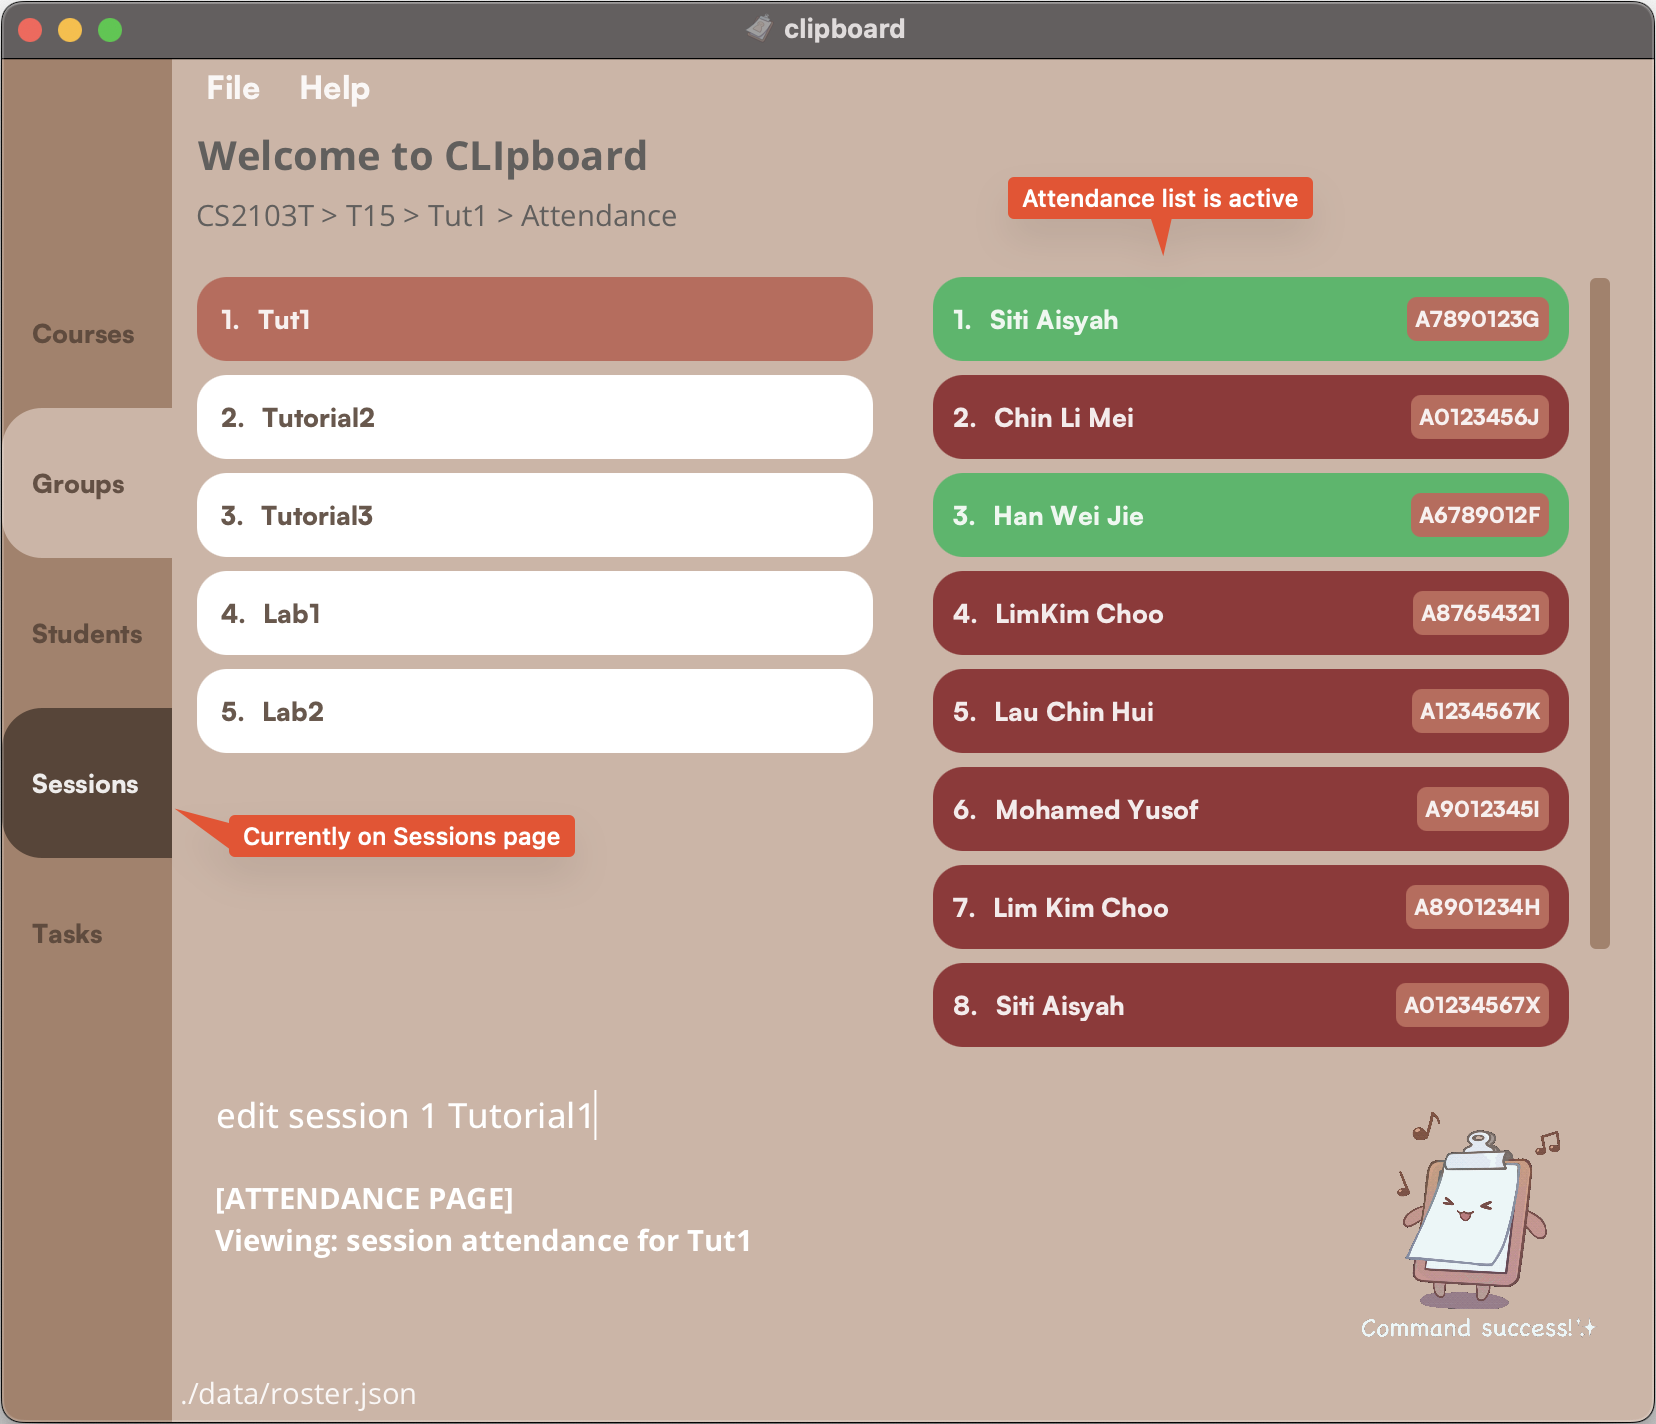 clipboard
File Help
Welcome to CLIpboard
CS2103T > T15 > Tut1 > Attendance
Attendance list is active
Courses
Groups
Students
Sessions
Tasks
1. Tut1
2. Tutorial2
3. Tutorial3
4. Lab1
5. Lab2
Currently on Sessions page
1. Siti Aisyah A7890123G
2. Chin Li Mei A0123456J
3. Han Wei Jie A6789012F
4. LimKim Choo A87654321
5. Lau Chin Hui A1234567K
6. Mohamed Yusof A9012345I
7. Lim Kim Choo A8901234H
8. Siti Aisyah A01234567X
edit session 1 Tutorial1
[ATTENDANCE PAGE]
Viewing: session attendance for Tut1
Command success!
./data/roster.json